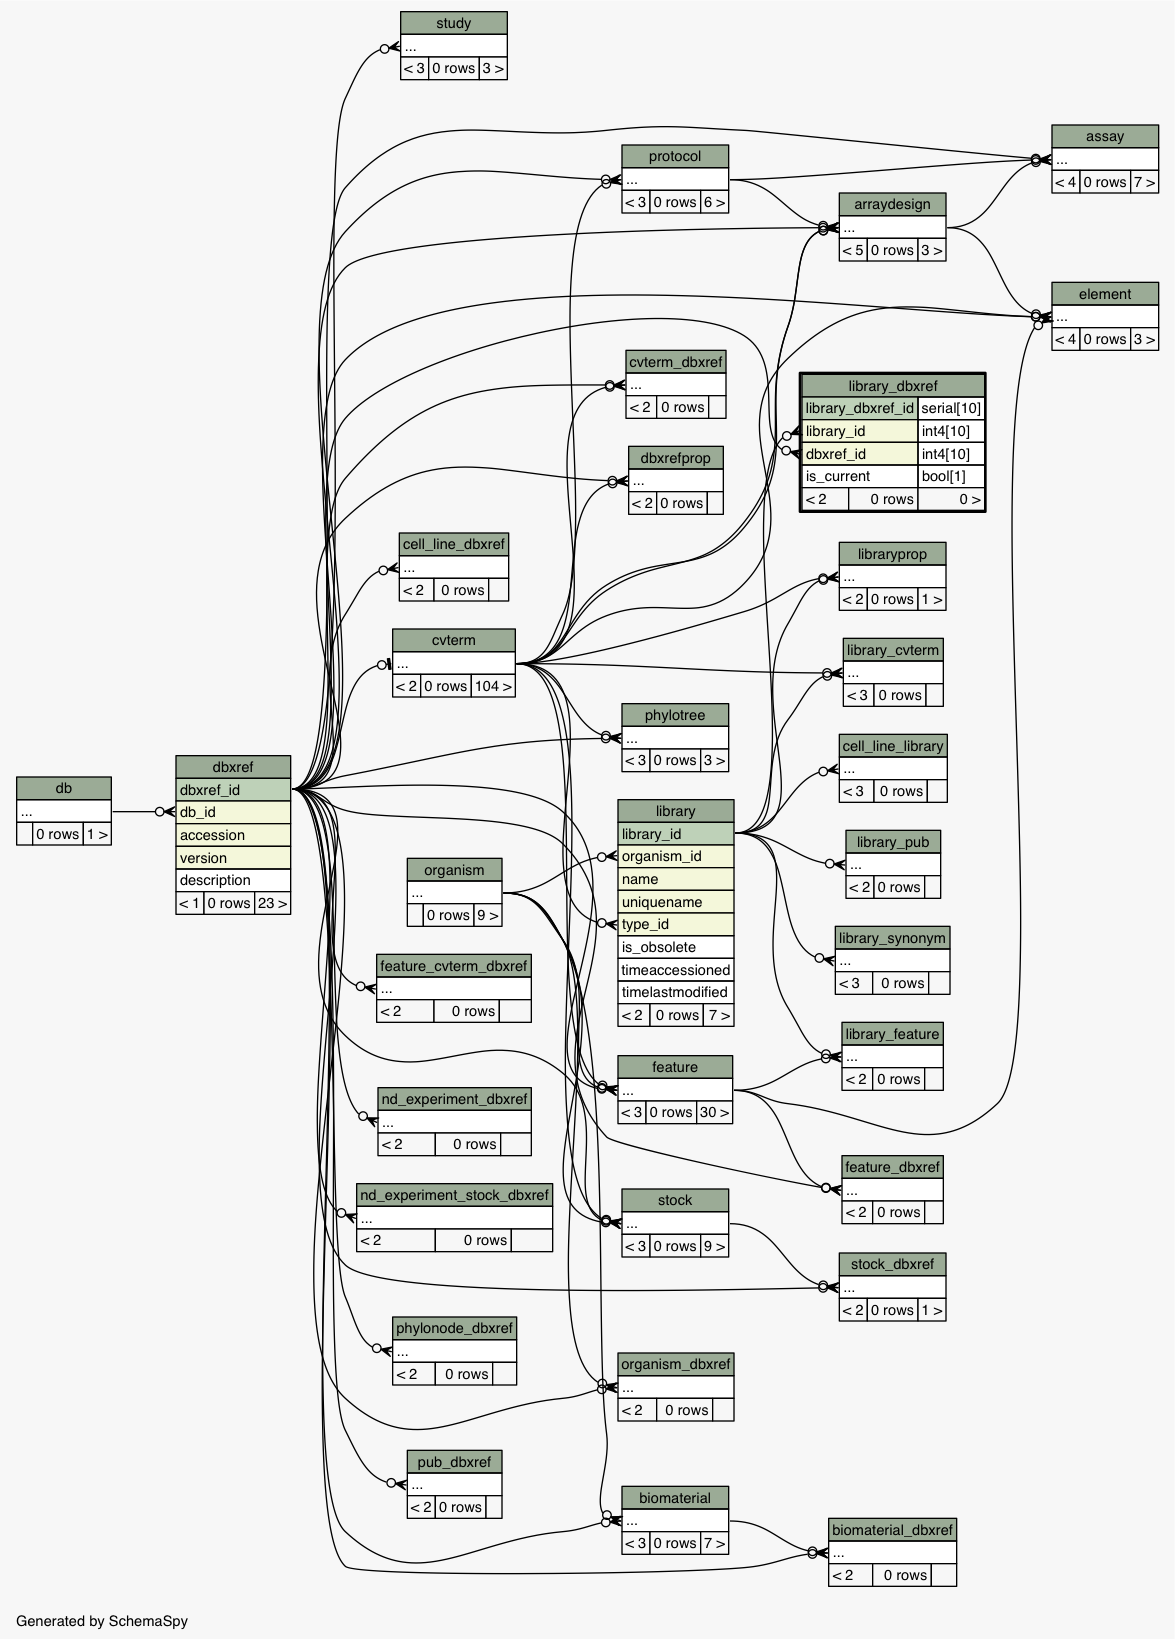 study
...
< 3 0 rows 3 >
assay
...
< 4 0 rows 7 >
protocol
...
< 3 0 rows 6 >
arraydesign
...
< 5 0 rows 3 >
element
...
< 4 0 rows 3 >
cvterm_dbxref
...
< 2 0 rows
library_dbxref
library_dbxref_id serial[10]
library_id int4[10]
dbxref_id int4[10]
is_current bool[1]
< 2 0 rows 0 >
dbxrefprop
...
< 2 0 rows
cell_line_dbxref
...
< 2 0 rows
libraryprop
...
< 2 0 rows 1 >
cvterm
...
< 2 0 rows 104 >
library_cvterm
...
< 3 0 rows
phylotree
...
< 3 0 rows 3 >
cell_line_library
...
< 3 0 rows
db
...
0 rows 1 >
dbxref
dbxref_id
db_id
accession
version
description
< 1 0 rows 23 >
library
library_id
organism_id
name
uniquename
type_id
is_obsolete
timeaccessioned
timelastmodified
< 2 0 rows 7 >
library_pub
...
< 2 0 rows
organism
...
0 rows 9 >
library_synonym
...
< 3 0 rows
feature_cvterm_dbxref
...
< 2 0 rows
library_feature
...
< 2 0 rows
feature
...
< 3 0 rows 30 >
nd_experiment_dbxref
...
< 2 0 rows
feature_dbxref
...
< 2 0 rows
nd_experiment_stock_dbxref
...
< 2 0 rows
stock
...
< 3 0 rows 9 >
stock_dbxref
...
< 2 0 rows 1 >
phylonode_dbxref
...
< 2 0 rows
organism_dbxref
...
< 2 0 rows
pub_dbxref
...
< 2 0 rows
biomaterial
...
< 3 0 rows 7 >
biomaterial_dbxref
...
< 2 0 rows
Generated by SchemaSpy